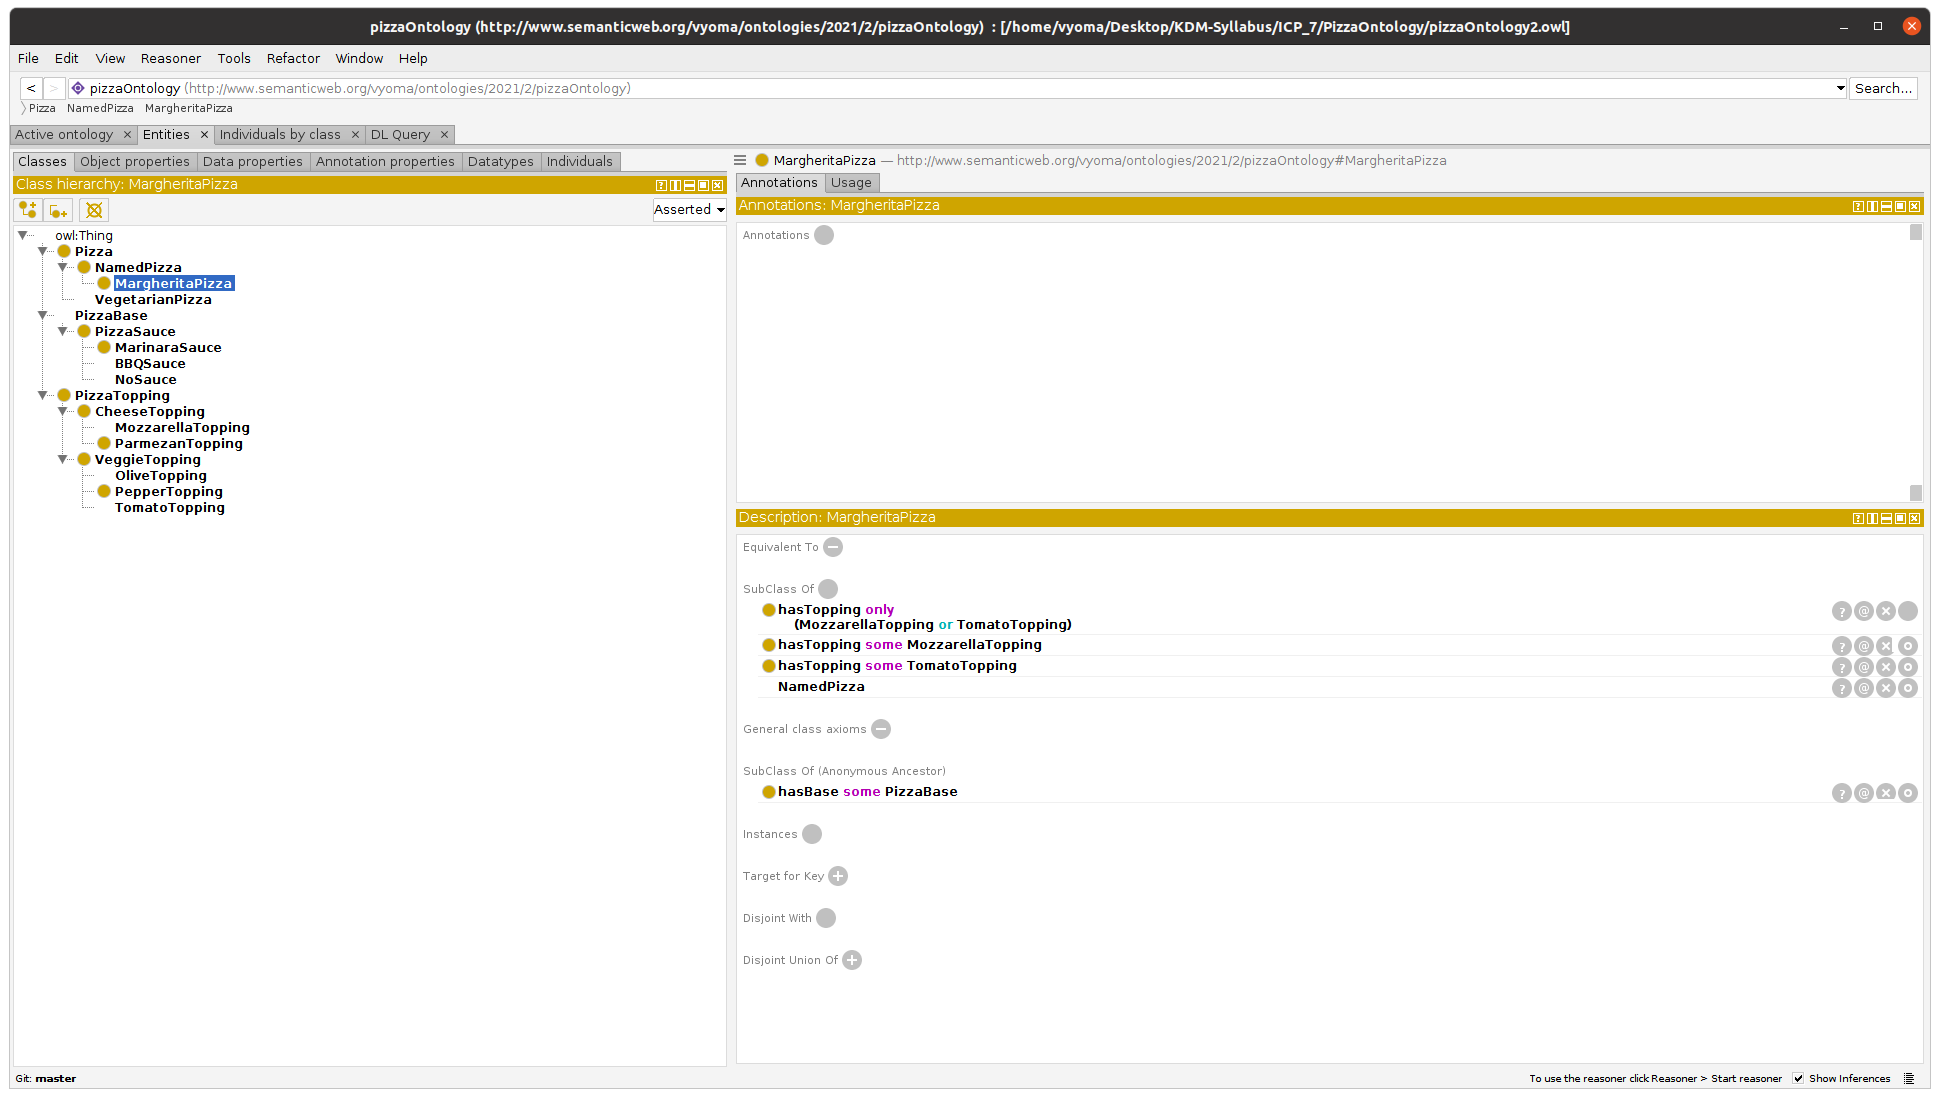 pizzaOntology (http://www.semanticweb.org/vyoma/ontologies/2021/2/pizzaOntology) : [/home/vyoma/Desktop/KDM-Syllabus/ICP_7/PizzaOntology/pizzaOntology2.owl]
File Edit View Reasoner Tools Refactor Window Help
< > pizzaOntology (http://www.semanticweb.org/vyoma/ontologies/2021/2/pizzaOntology) Search...
Pizza NamedPizza MargheritaPizza
Active ontology × Entities × Individuals by class × DL Query ×
Classes Object properties Data properties Annotation properties Datatypes Individuals
Class hierarchy: MargheritaPizza
Asserted
owl:Thing
Pizza
NamedPizza
MargheritaPizza
VegetarianPizza
PizzaBase
PizzaSauce
MarinaraSauce
BBQSauce
NoSauce
PizzaTopping
CheeseTopping
MozzarellaTopping
ParmezanTopping
VeggieTopping
OliveTopping
PepperTopping
TomatoTopping
MargheritaPizza — http://www.semanticweb.org/vyoma/ontologies/2021/2/pizzaOntology#MargheritaPizza
Annotations Usage
Annotations: MargheritaPizza
Annotations
Description: MargheritaPizza
Equivalent To
SubClass Of
hasTopping only
(MozzarellaTopping or TomatoTopping)
hasTopping some MozzarellaTopping
hasTopping some TomatoTopping
NamedPizza
General class axioms
SubClass Of (Anonymous Ancestor)
hasBase some PizzaBase
Instances
Target for Key
Disjoint With
Disjoint Union Of
Git: master
To use the reasoner click Reasoner > Start reasoner Show Inferences